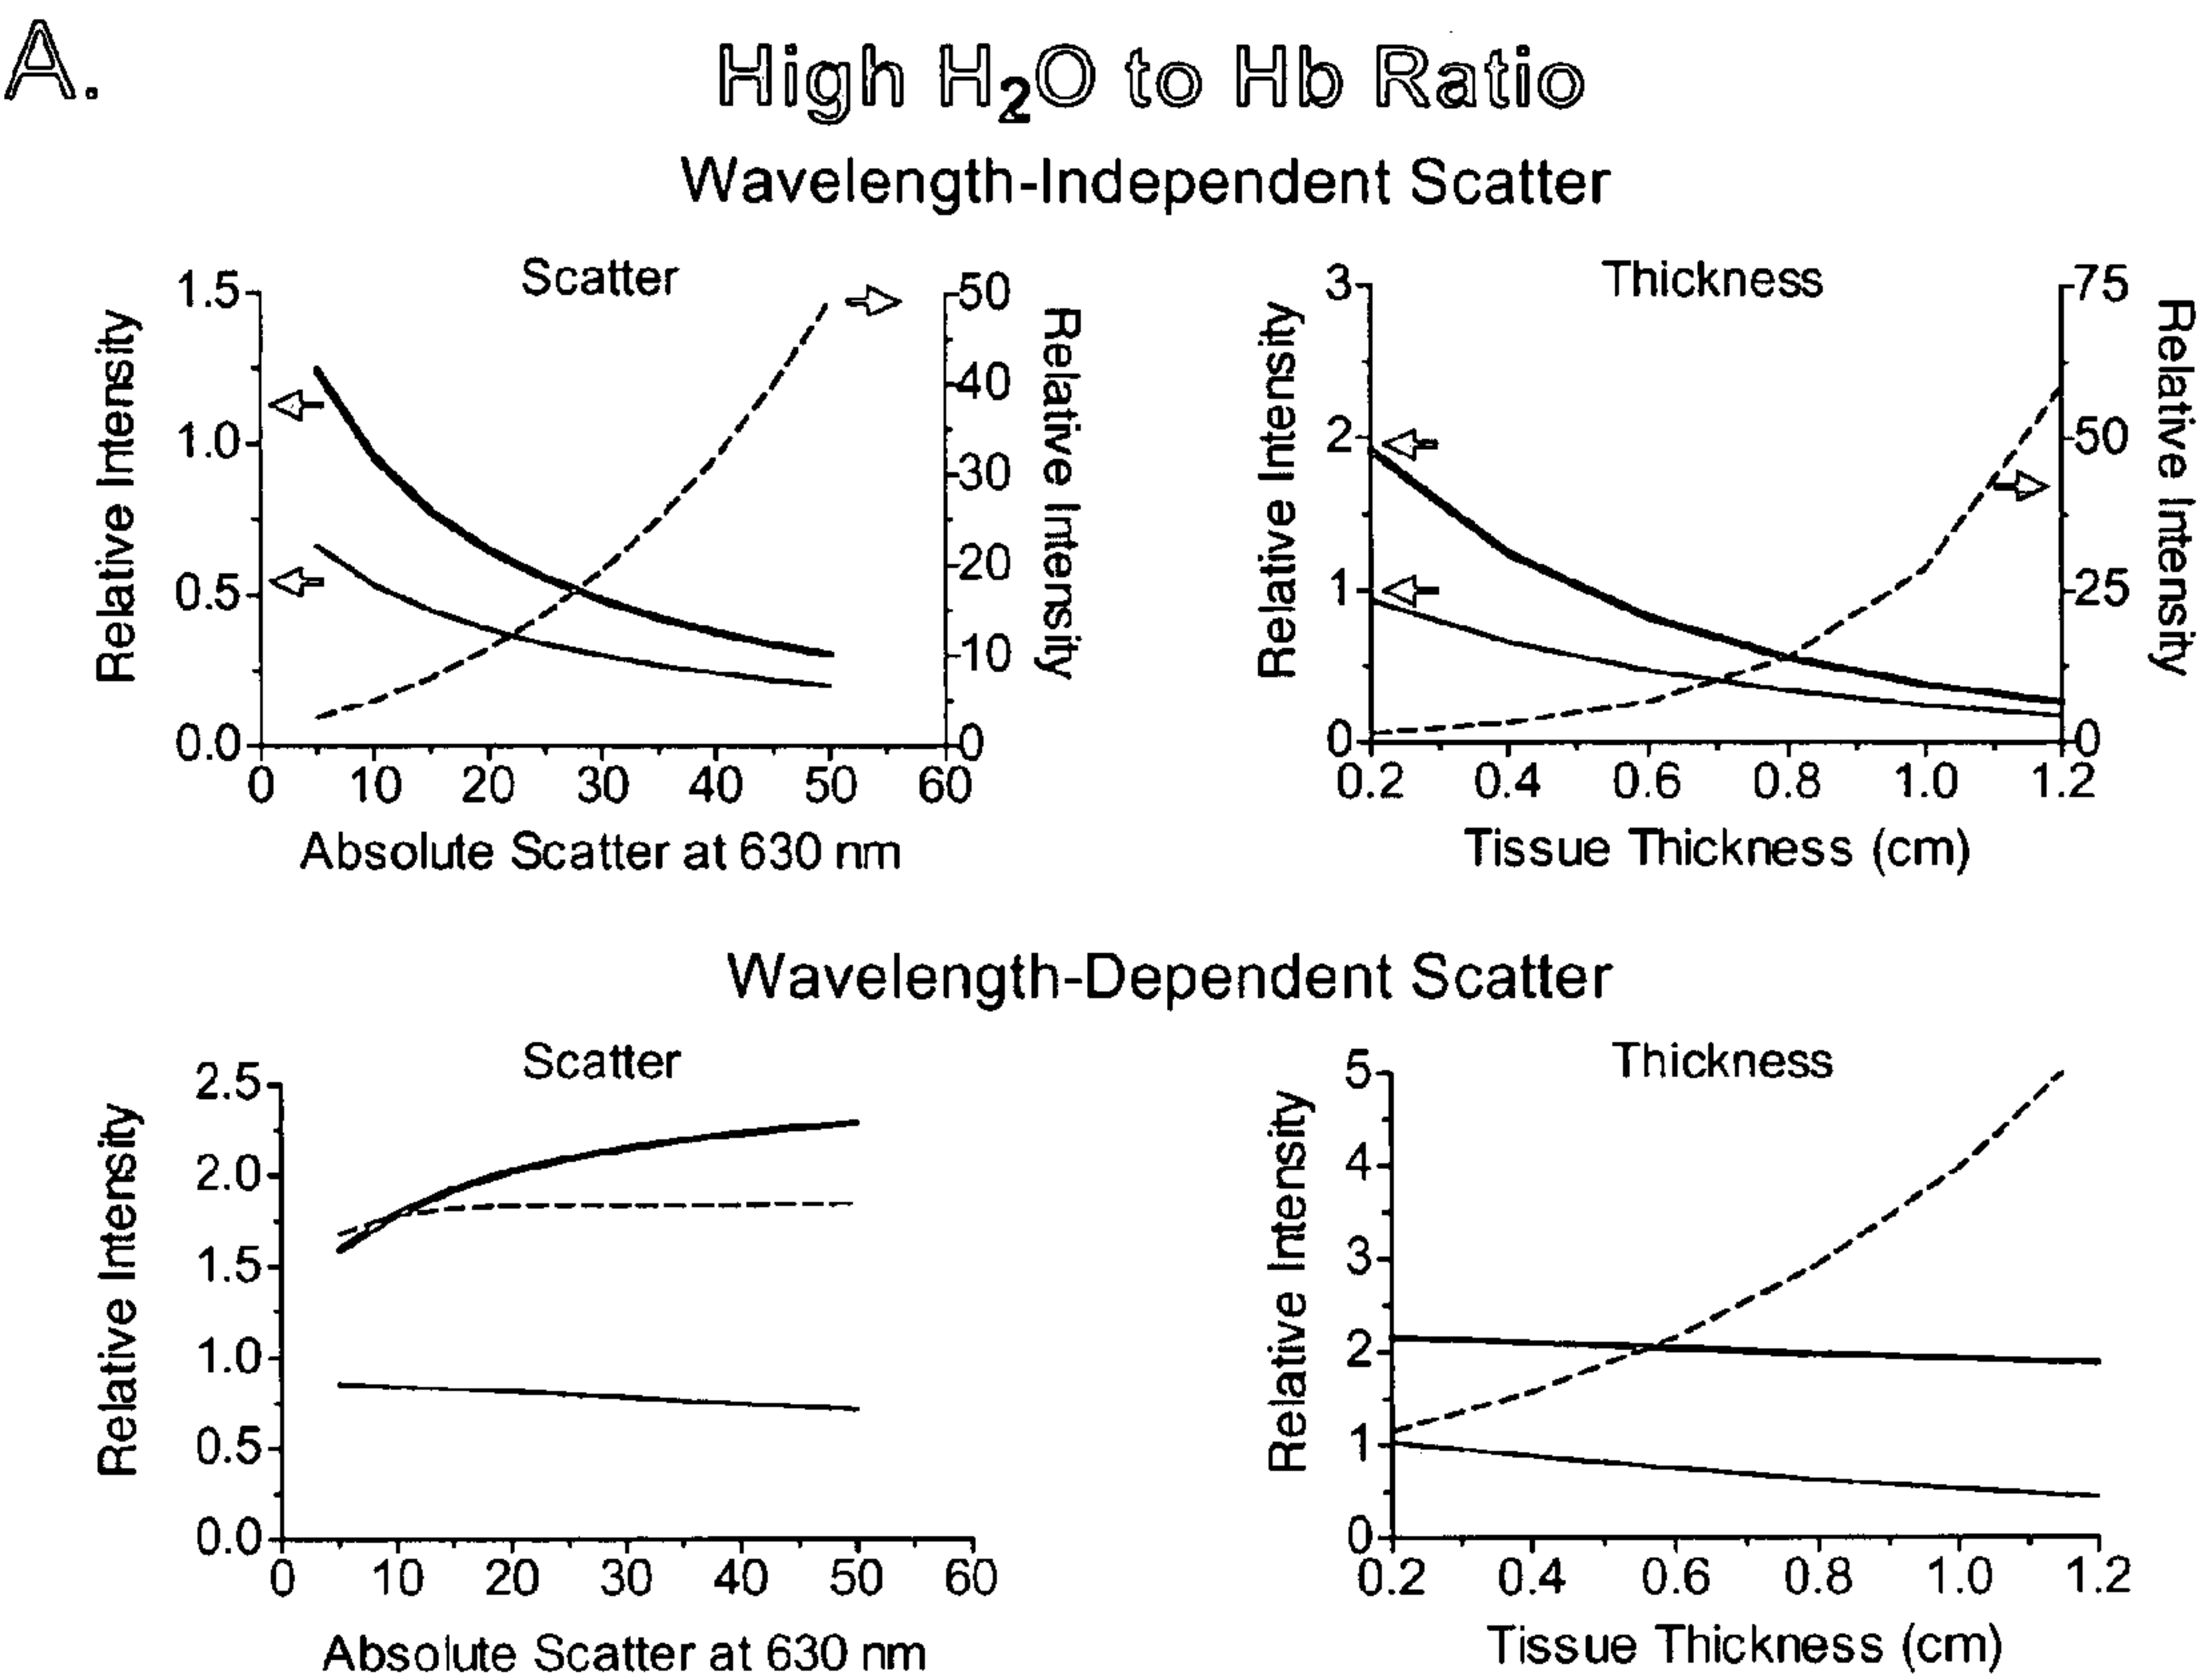 A.
High H₂O to Hb Ratio
Wavelength-Independent Scatter
Scatter
Relative Intensity
1.5
1.0
0.5
0.0
50
40
30
20
10
0
Relative Intensity
0 10 20 30 40 50 60
Absolute Scatter at 630 nm
Thickness
Relative Intensity
3
2
1
0
75
50
25
0
Relative Intensity
0.2 0.4 0.6 0.8 1.0 1.2
Tissue Thickness (cm)
Wavelength-Dependent Scatter
Scatter
Relative Intensity
2.5
2.0
1.5
1.0
0.5
0.0
0 10 20 30 40 50 60
Absolute Scatter at 630 nm
Thickness
Relative Intensity
5
4
3
2
1
0
0.2 0.4 0.6 0.8 1.0 1.2
Tissue Thickness (cm)